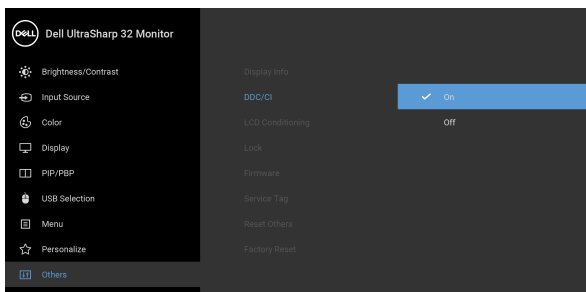 DELL Dell UltraSharp 32 Monitor
Brightness/Contrast
Input Source
Color
Display
PIP/PBP
USB Selection
Menu
Personalize
Others
Display Info
DDC/CI
LCD Conditioning
Lock
Firmware
Service Tag
Reset Others
Factory Reset
On
Off